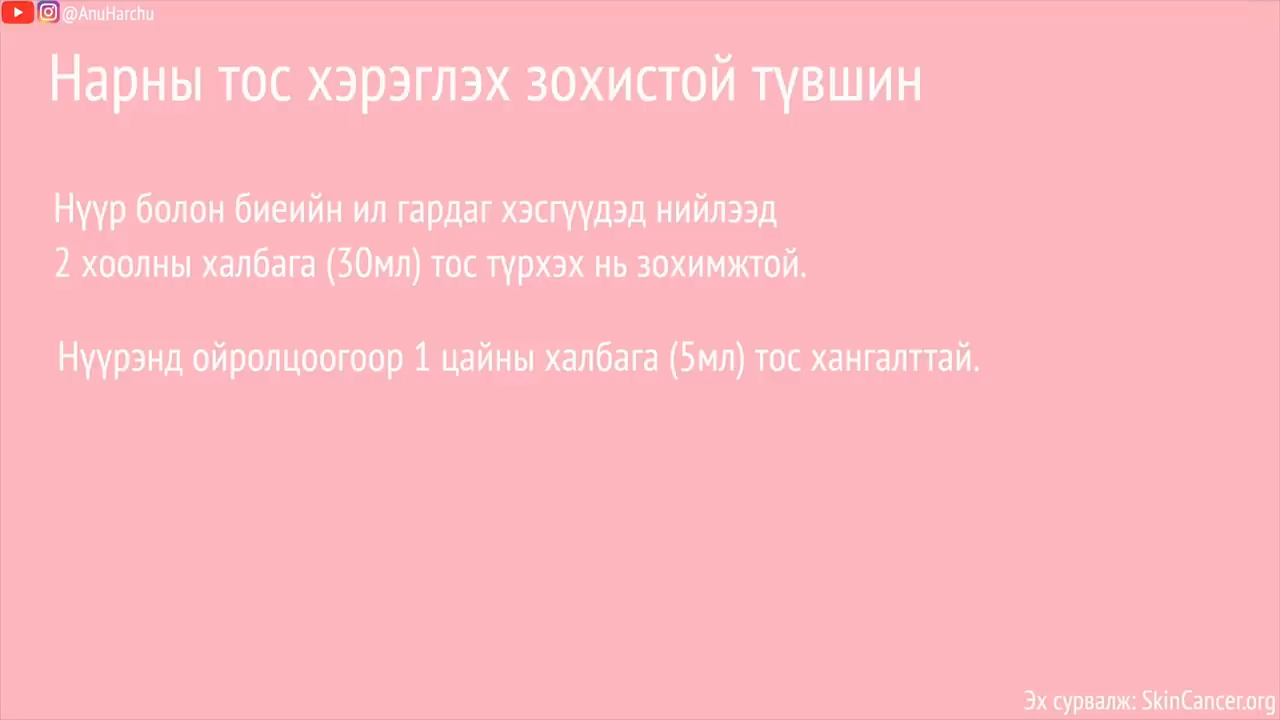 @AnuHarchu
Нарны тос хэрэглэх зохистой түвшин
Нүүр болон биеийн ил гардаг хэсгүүдэд нийлээд
2 хоолны халбага (30мл) тос түрхэх нь зохимжтой.
Нүүрэнд ойролцоогоор 1 цайны халбага (5мл) тос хангалттай.
Эх сурвалж: SkinCancer.org